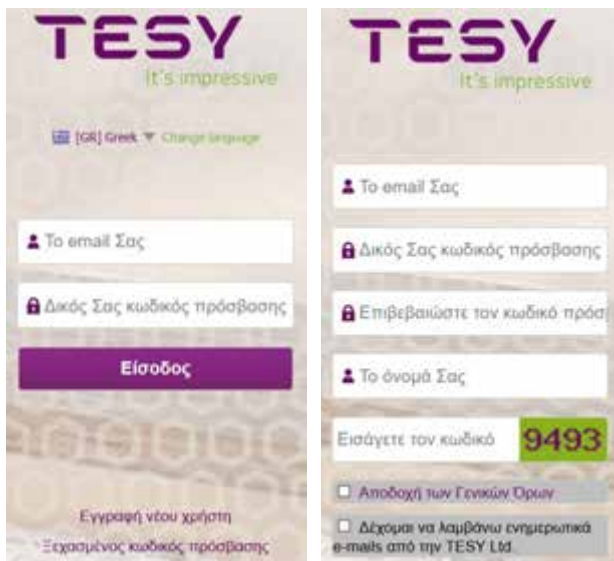 TESY
It's impressive
[GR] Greek Change language
Το email Σας
Δικός Σας κωδικός πρόσβασης
Είσοδος
Εγγραφή νέου χρήστη
Ξεχασμένος κωδικός πρόσβασης
TESY
It's impressive
Το email Σας
Δικός Σας κωδικός πρόσβασης
Επιβεβαιώστε τον κωδικό πρόσ
Το όνομά Σας
Εισάγετε τον κωδικό 9493
Αποδοχή των Γενικών Όρων
Δέχομαι να λαμβάνω ενημερωτικά
e-mails από την TESY Ltd.